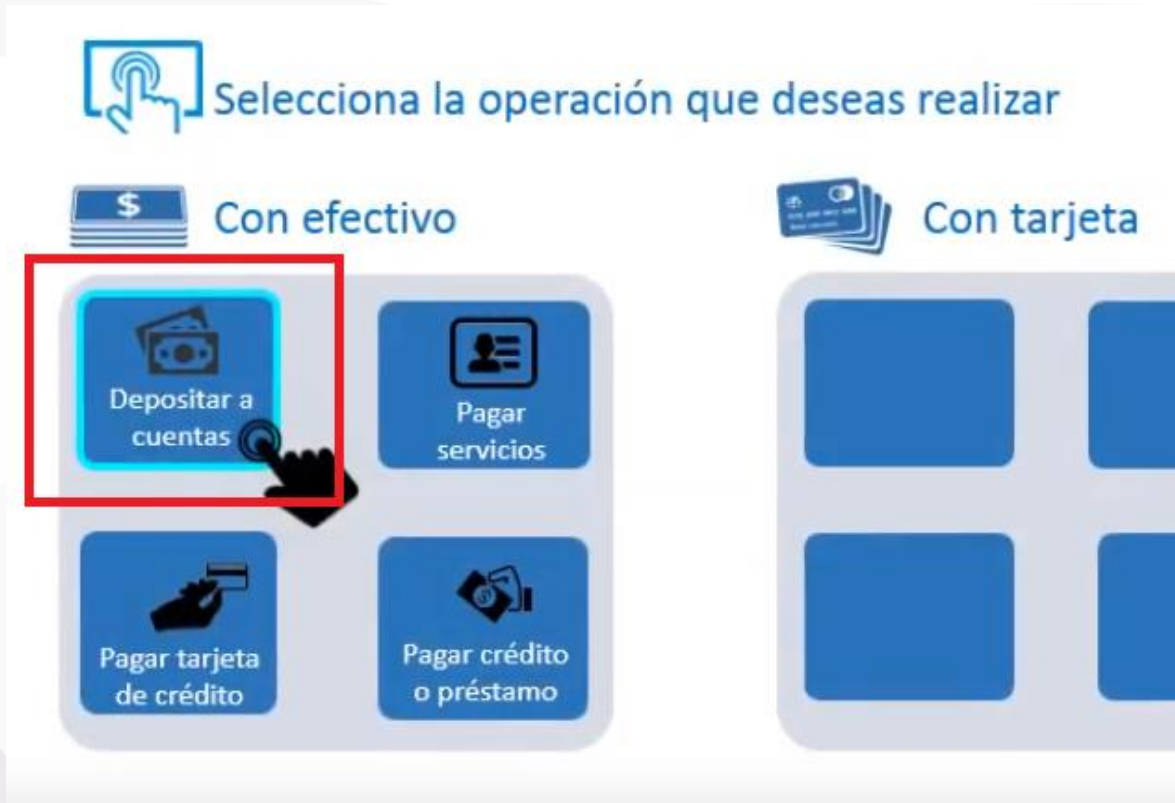 Selecciona la operación que deseas realizar
$
Con efectivo
Con tarjeta
Depositar a
cuentas
Pagar
servicios
Pagar tarjeta
de crédito
Pagar crédito
o préstamo